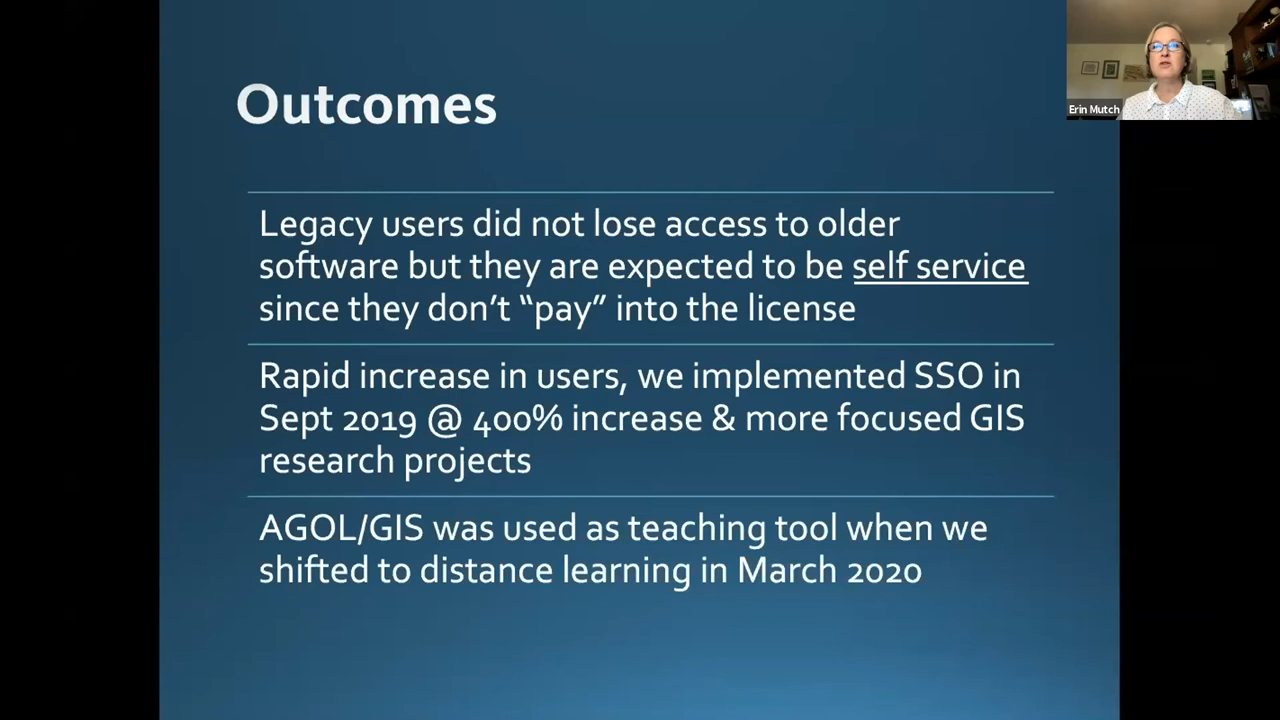 Outcomes
Erin Mutch
Legacy users did not lose access to older
software but they are expected to be self service
since they don’t “pay” into the license
Rapid increase in users, we implemented SSO in
Sept 2019 @ 400% increase & more focused GIS
research projects
AGOL/GIS was used as teaching tool when we
shifted to distance learning in March 2020